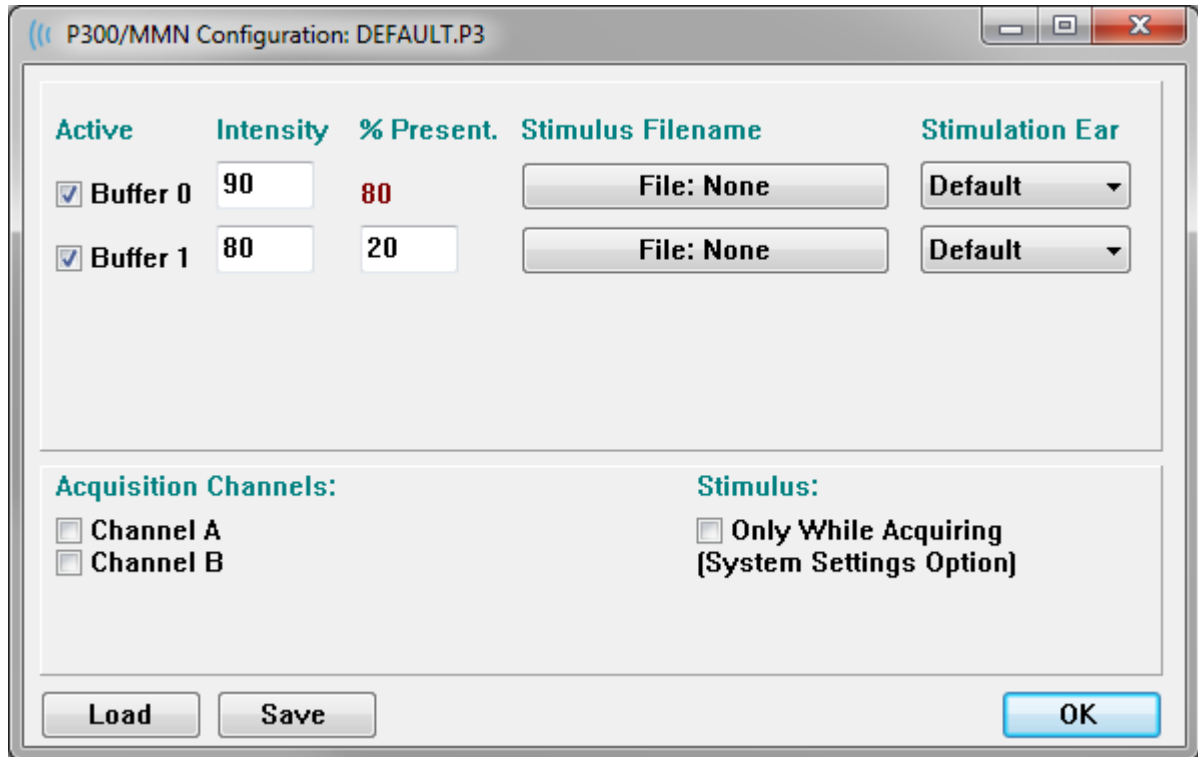 P300/MMN Configuration: DEFAULT.P3
Active Intensity % Present. Stimulus Filename Stimulation Ear
Buffer 0 90 80 File: None Default
Buffer 1 80 20 File: None Default
Acquisition Channels: Stimulus:
Channel A Only While Acquiring
Channel B (System Settings Option)
Load Save OK